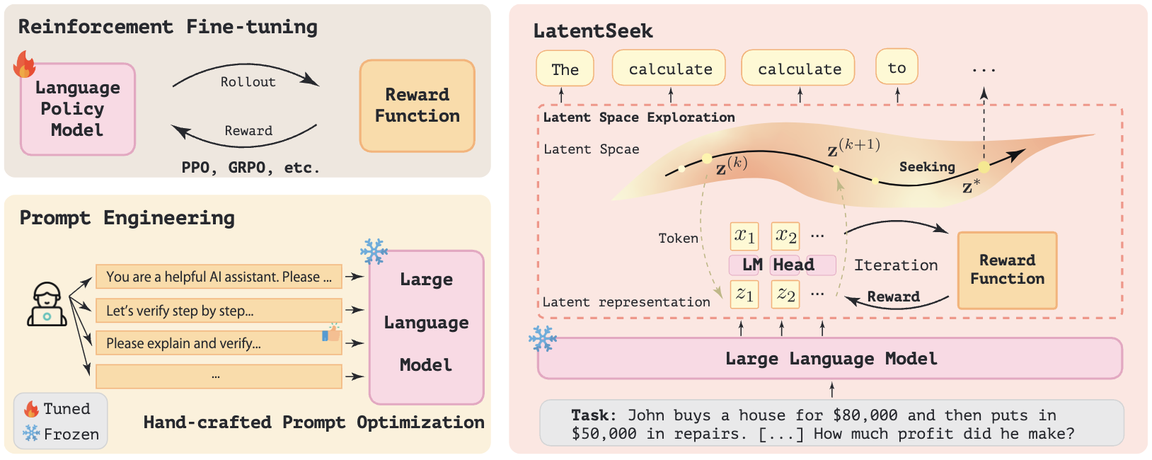 Reinforcement Fine-tuning
Language
Policy
Model
Rollout
Reward
PPO, GRPO, etc.
Reward
Function
Prompt Engineering
You are a helpful AI assistant. Please ...
Let's verify step by step...
Please explain and verify...
...
Large
Language
Model
Tuned
Frozen
Hand-crafted Prompt Optimization
LatentSeek
The
calculate
calculate
to
...
Latent Space Exploration
Latent Spcae
z^(k)
z^(k+1)
Seeking
z*
Token
x₁ x₂ ...
LM Head
Latent representation
z₁ z₂ ...
Iteration
Reward
Reward
Function
Large Language Model
Task: John buys a house for $80,000 and then puts in
$50,000 in repairs. [...] How much profit did he make?